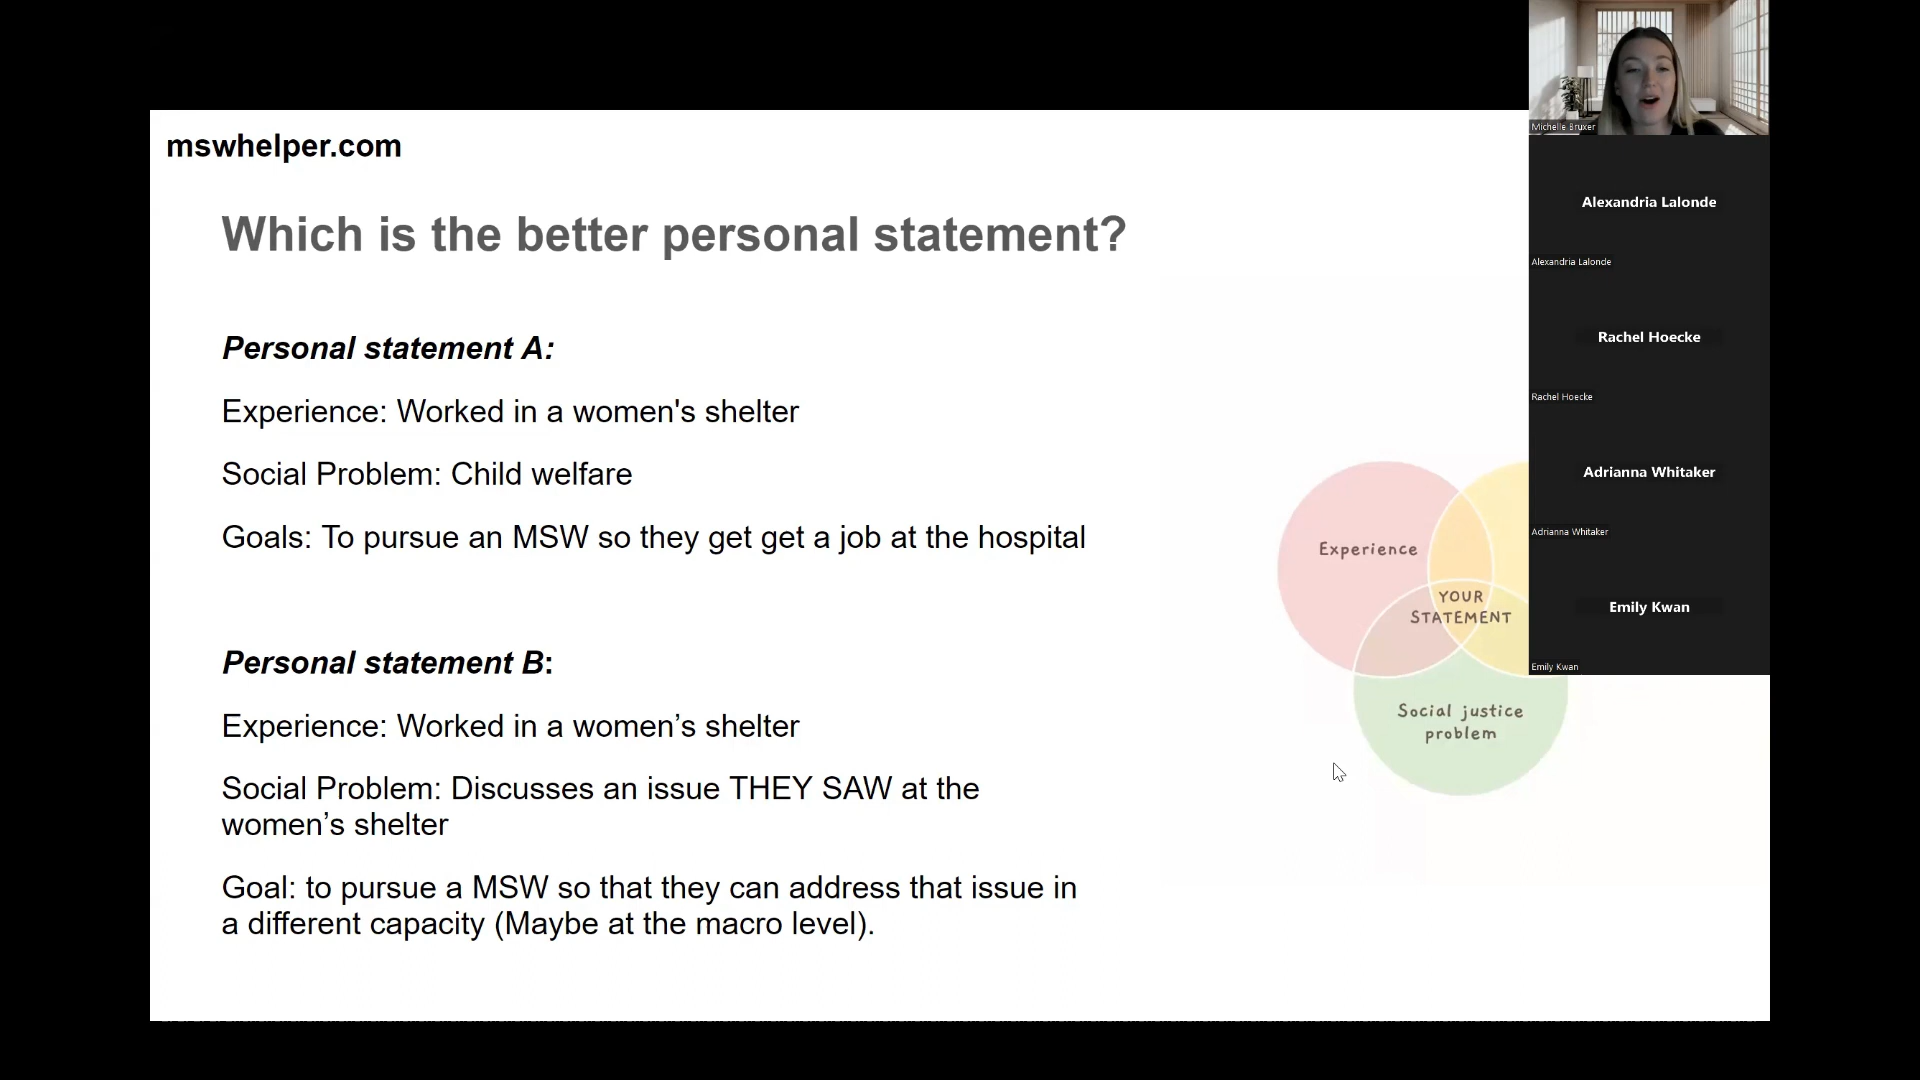 mswhelper.com
Which is the better personal statement?
Personal statement A:
Experience: Worked in a women's shelter
Social Problem: Child welfare
Goals: To pursue an MSW so they get get a job at the hospital
Personal statement B:
Experience: Worked in a women’s shelter
Social Problem: Discusses an issue THEY SAW at the
women’s shelter
Goal: to pursue a MSW so that they can address that issue in
a different capacity (Maybe at the macro level).
Experience
YOUR
STATEMENT
Social justice
problem
Michelle Bruxer
Alexandria Lalonde
Alexandria Lalonde
Rachel Hoecke
Rachel Hoecke
Adrianna Whitaker
Adrianna Whitaker
Emily Kwan
Emily Kwan